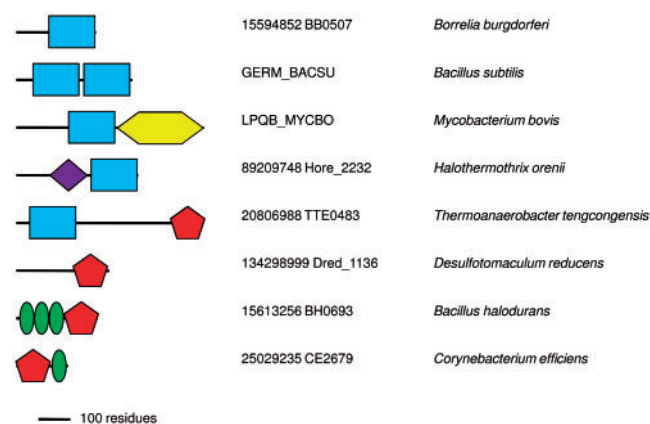 15594852 BB0507 Borrelia burgdorferi
GERM_BACSU Bacillus subtilis
LPQB_MYCBO Mycobacterium bovis
89209748 Hore_2232 Halothermothrix orenii
20806988 TTE0483 Thermoanaerobacter tengcongensis
134298999 Dred_1136 Desulfotomaculum reducens
15613256 BH0693 Bacillus halodurans
25029235 CE2679 Corynebacterium efficiens
100 residues